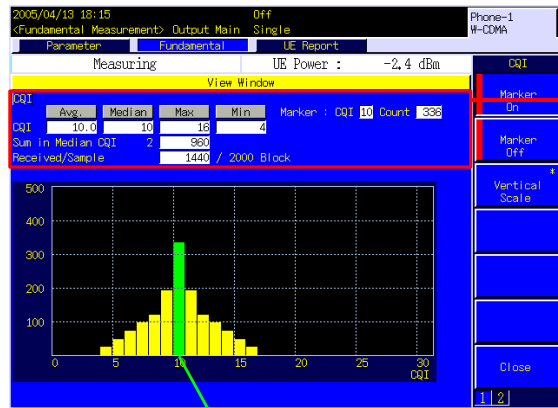 2005/04/13 18:15 Off Phone-1
<Fundamental Measurement> Output Main Single W-CDMA
Parameter Fundamental UE Report
Measuring UE Power : -2.4 dBm CQI
View Window
CQI Marker On
Avg. Median Max Min Marker : CQI 10 Count 336
CQI 10.0 10 16 4
Sum in Median CQI 2 960 Marker Off
Received/Sample 1440 / 2000 Block
* Vertical Scale
500
400
300
200
100
0 5 10 15 20 25 30
CQI
Close
1 2